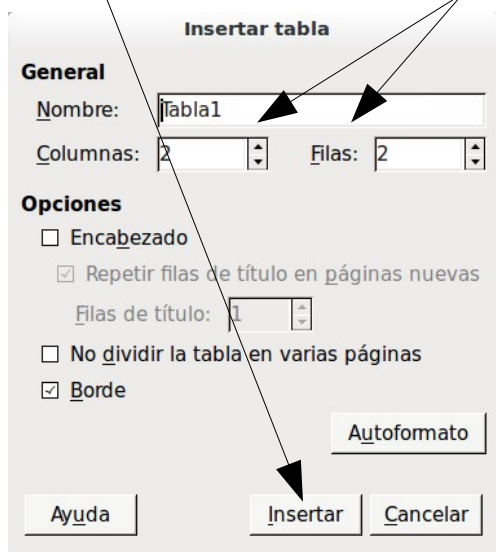 Insertar tabla
General
Nombre: Tabla1
Columnas: 2 Filas: 2
Opciones
Encabezado
Repetir filas de título en páginas nuevas
Filas de título: 1
No dividir la tabla en varias páginas
Borde
Autoformato
Ayuda Insertar Cancelar